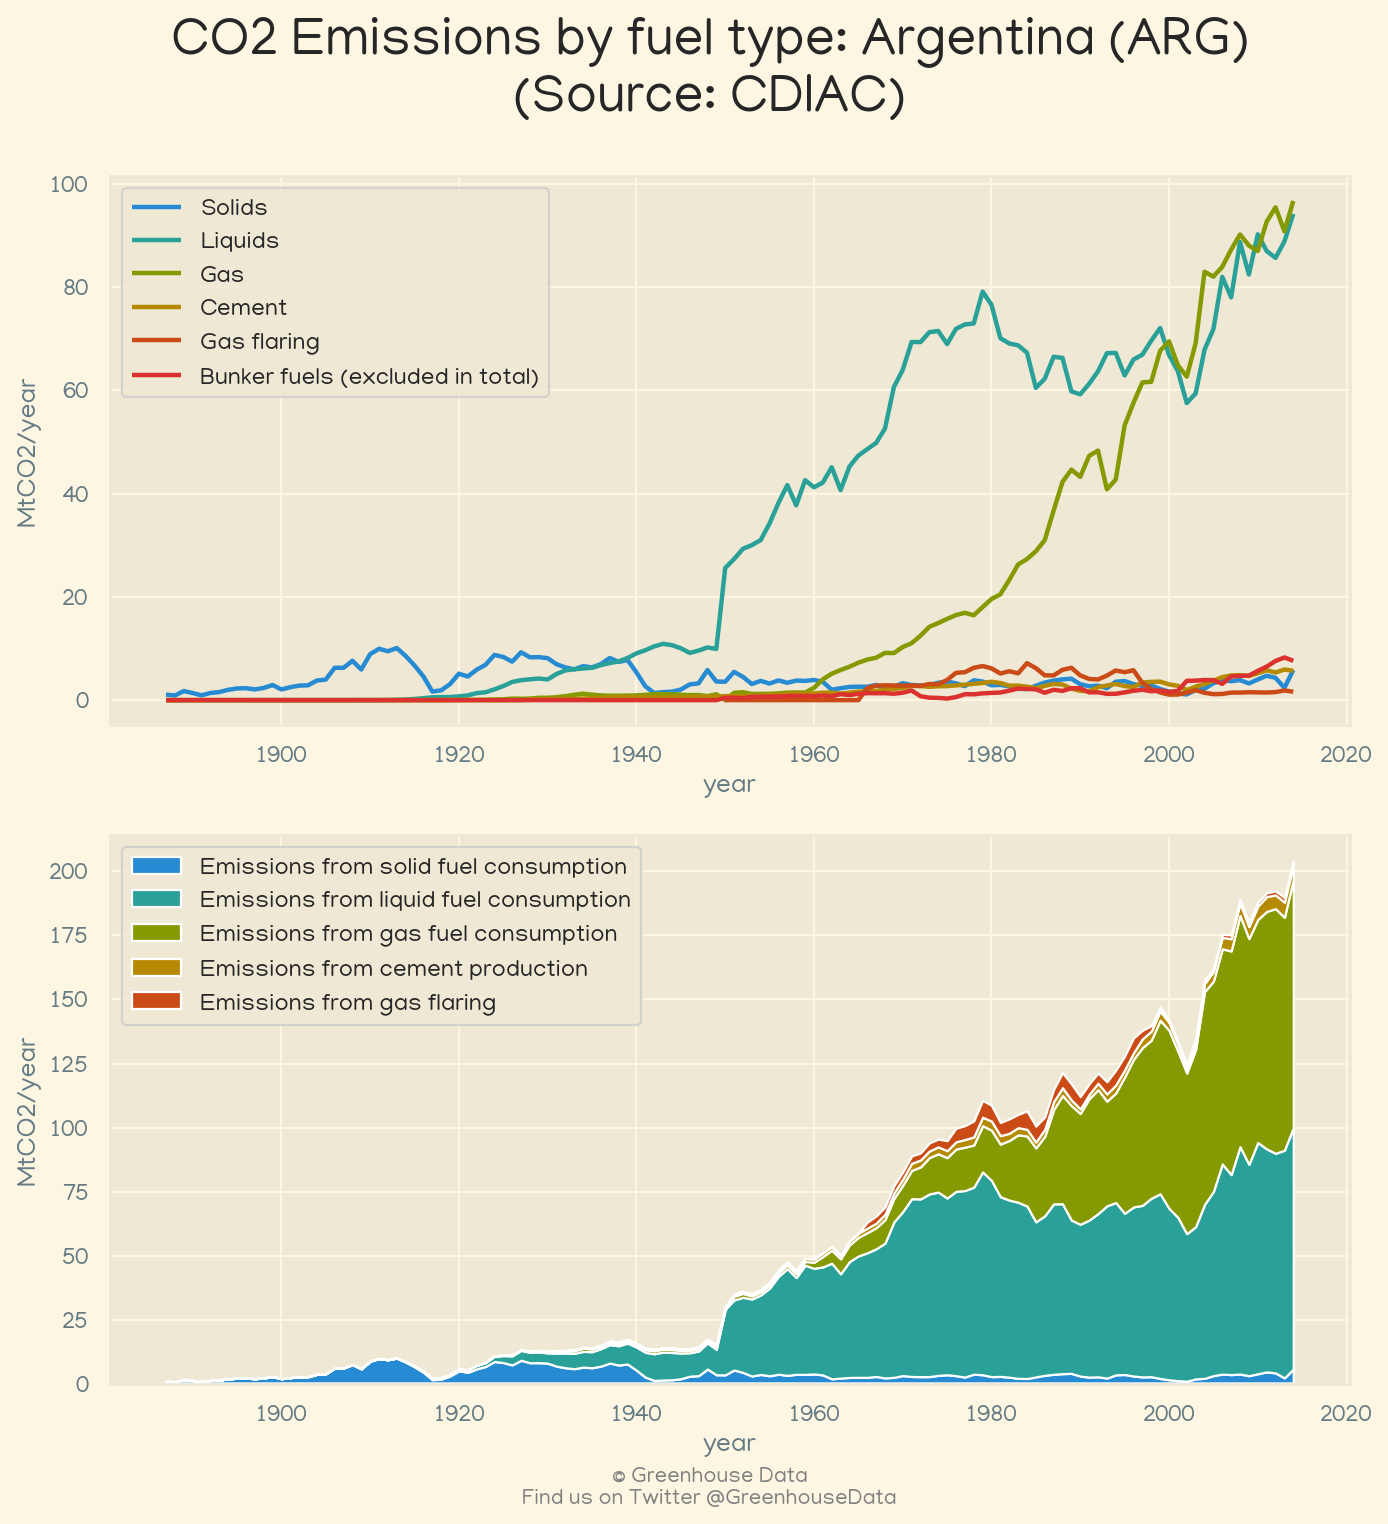 CO2 Emissions by fuel type: Argentina (ARG)
(Source: CDIAC)
100
80
60
40
20
0
MtCO2/year
Solids
Liquids
Gas
Cement
Gas flaring
Bunker fuels (excluded in total)
1900 1920 1940 1960 1980 2000 2020
year
200
175
150
125
100
75
50
25
0
MtCO2/year
Emissions from solid fuel consumption
Emissions from liquid fuel consumption
Emissions from gas fuel consumption
Emissions from cement production
Emissions from gas flaring
1900 1920 1940 1960 1980 2000 2020
year
© Greenhouse Data
Find us on Twitter @GreenhouseData